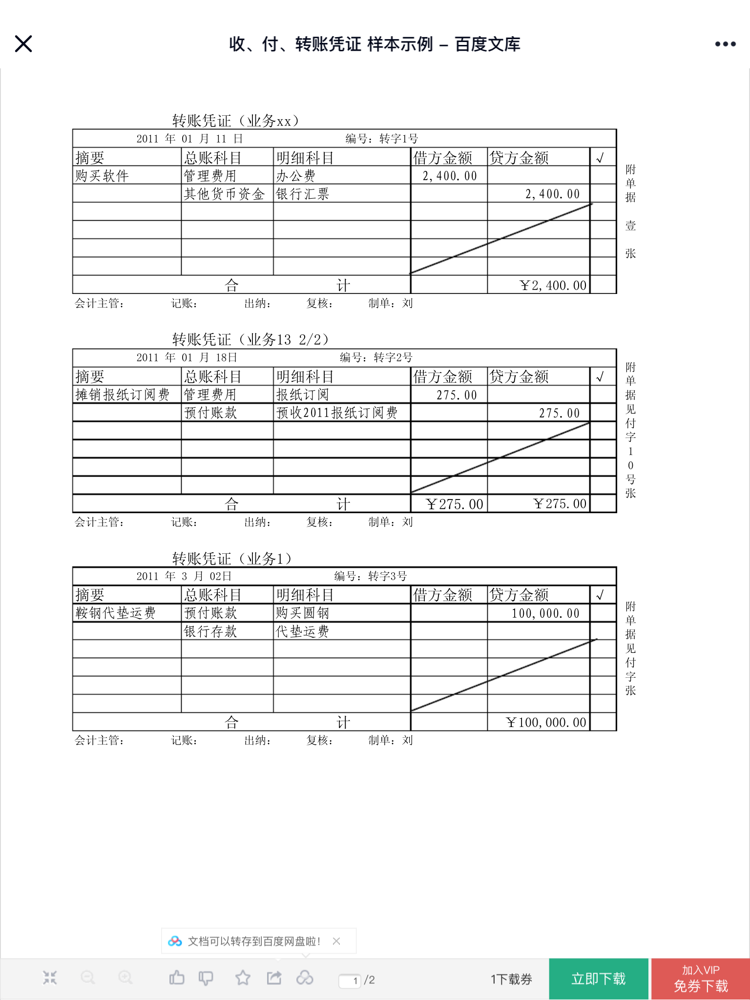 收、付、转账凭证 样本示例 – 百度文库
转账凭证（业务xx）
2011 年 01 月 11 日 编号：转字1号
摘要 总账科目 明细科目 借方金额 贷方金额 √
购买软件 管理费用 办公费 2,400.00
其他货币资金 银行汇票 2,400.00
合 计 ￥2,400.00
附单据 壹 张
会计主管： 记账： 出纳： 复核： 制单：刘
转账凭证（业务13 2/2）
2011 年 01 月 18日 编号：转字2号
摘要 总账科目 明细科目 借方金额 贷方金额 √
摊销报纸订阅费 管理费用 报纸订阅 275.00
预付账款 预收2011报纸订阅费 275.00
合 计 ￥275.00 ￥275.00
附单据见付字10号张
会计主管： 记账： 出纳： 复核： 制单：刘
转账凭证（业务1）
2011 年 3 月 02日 编号：转字3号
摘要 总账科目 明细科目 借方金额 贷方金额 √
鞍钢代垫运费 预付账款 购买圆钢 100,000.00
银行存款 代垫运费
合 计 ￥100,000.00
附单据见付字张
会计主管： 记账： 出纳： 复核： 制单：刘
文档可以转存到百度网盘啦！
1 /2 1下载券 立即下载 加入VIP
免券下载